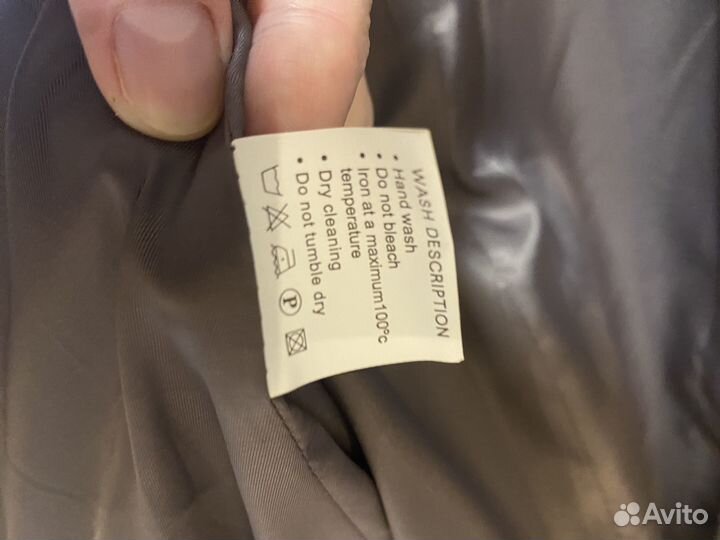 WASH DESCRIPTION
• Hand wash
• Do not bleach
• Iron at a maximum100°c
temperature
• Dry cleaning
• Do not tumble dry
P
Avito